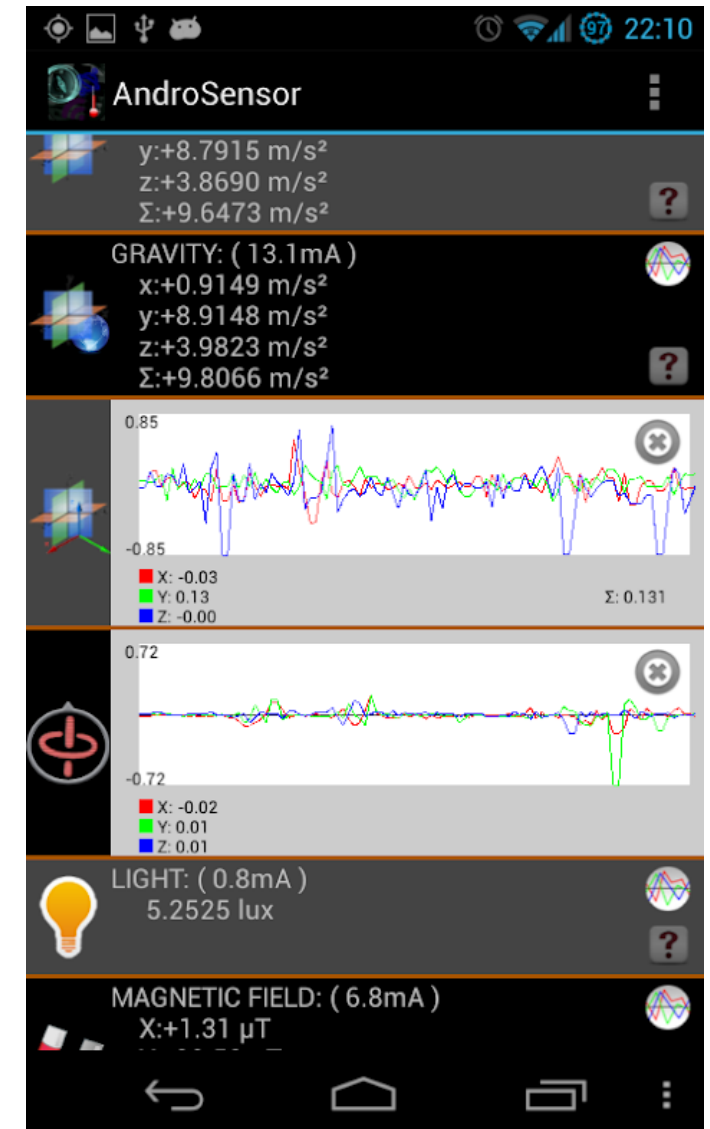 97 22:10
AndroSensor
y:+8.7915 m/s²
z:+3.8690 m/s²
Σ:+9.6473 m/s²
?
GRAVITY: ( 13.1mA )
x:+0.9149 m/s²
y:+8.9148 m/s²
z:+3.9823 m/s²
Σ:+9.8066 m/s²
?
0.85
-0.85
X: -0.03
Y: 0.13
Σ: 0.131
Z: -0.00
0.72
-0.72
X: -0.02
Y: 0.01
Z: 0.01
LIGHT: ( 0.8mA )
5.2525 lux
?
MAGNETIC FIELD: ( 6.8mA )
X:+1.31 µT